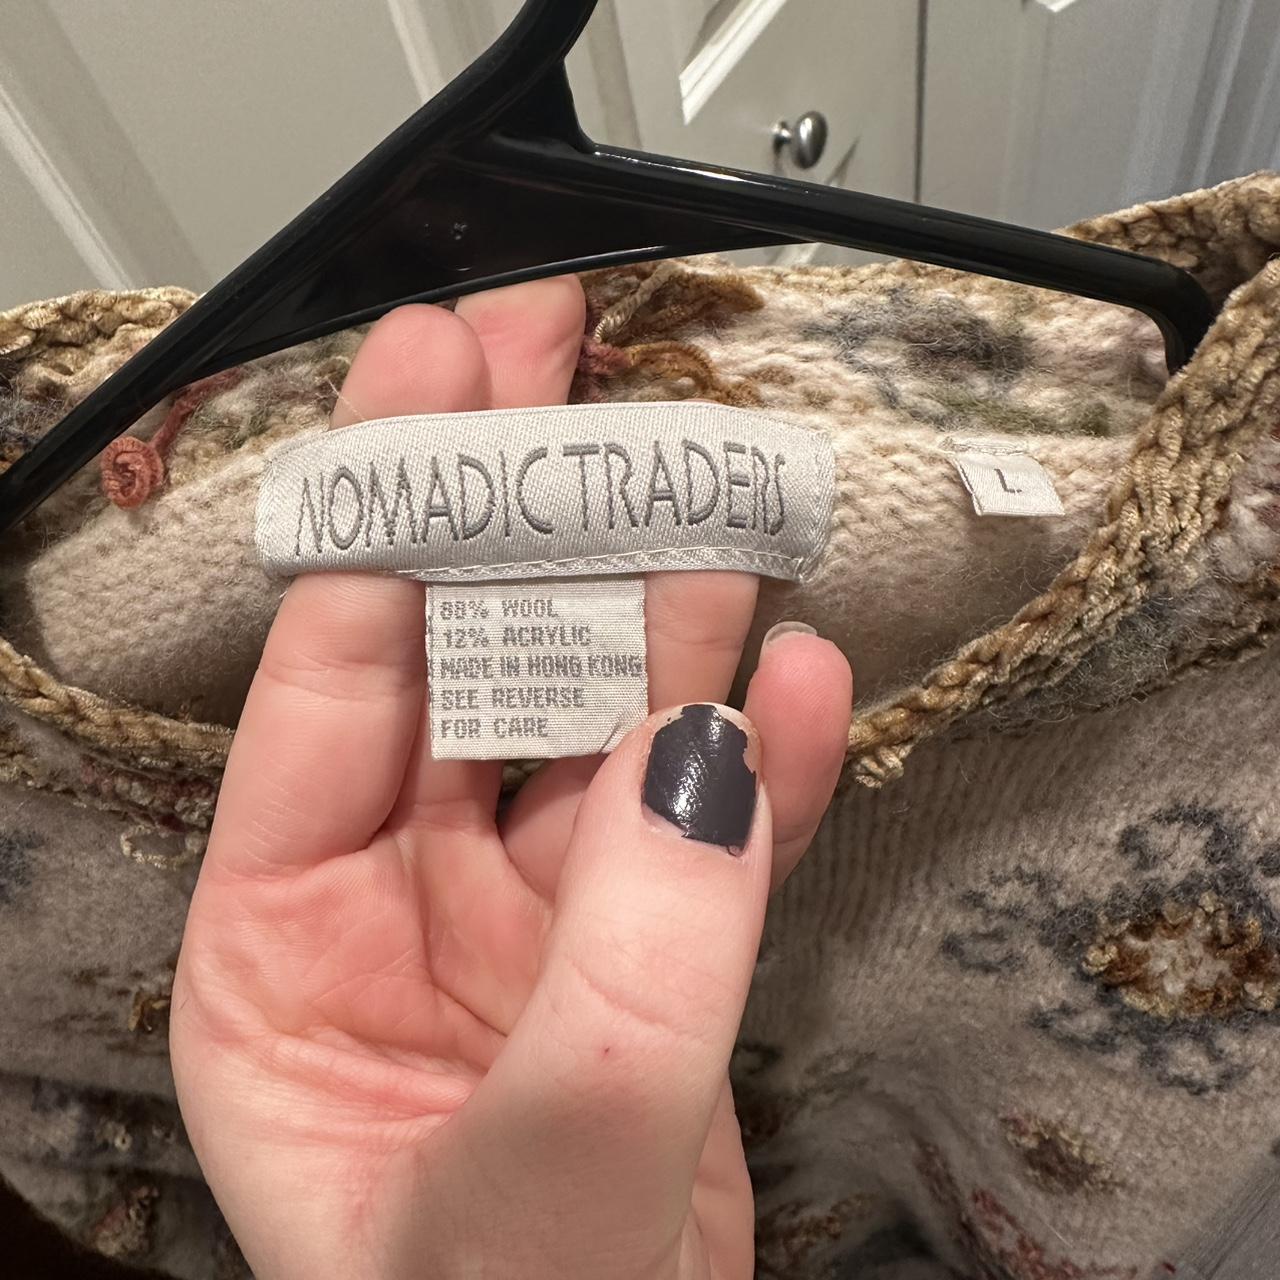 NOMADIC TRADERS
L.
88% WOOL
12% ACRYLIC
MADE IN HONG KONG
SEE REVERSE
FOR CARE